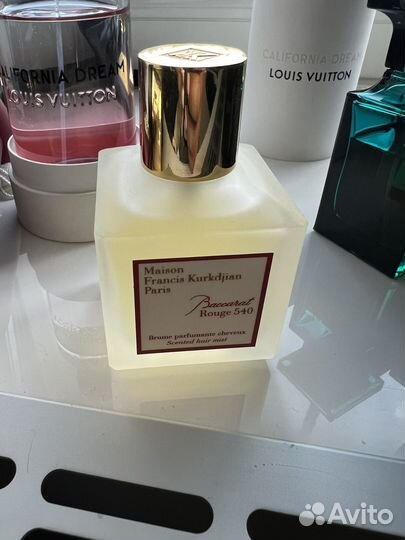 CALIFORNIA DREAM
LOUIS VUITTON
CALIFORNIA DREAM
LOUIS VUITTON
Maison
Francis Kurkdjian
Paris
Baccarat
Rouge 540
Brume parfumante cheveux
Scented hair mist
Avito